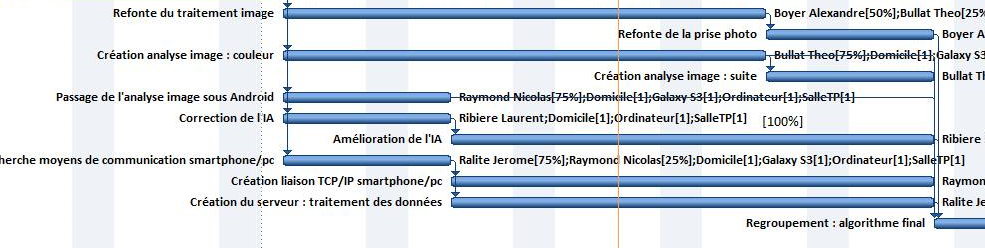 Refonte du traitement image Boyer Alexandre[50%];Bullat Theo[25%
Refonte de la prise photo Boyer A
Création analyse image : couleur Bullat Theo[75%];Domicile[1];Galaxy S3
Création analyse image : suite Bullat T
Passage de l'analyse image sous Android Raymond Nicolas[75%];Domicile[1];Galaxy S3[1];Ordinateur[1];SalleTP[1]
Correction de l'IA Ribiere Laurent;Domicile[1];Ordinateur[1];SalleTP[1] [100%]
Amélioration de l'IA Ribiere
herche moyens de communication smartphone/pc Ralite Jerome[75%];Raymond Nicolas[25%];Domicile[1];Galaxy S3[1];Ordinateur[1];SalleTP[1]
Création liaison TCP/IP smartphone/pc Raymon
Création du serveur : traitement des données Ralite Je
Regroupement : algorithme final